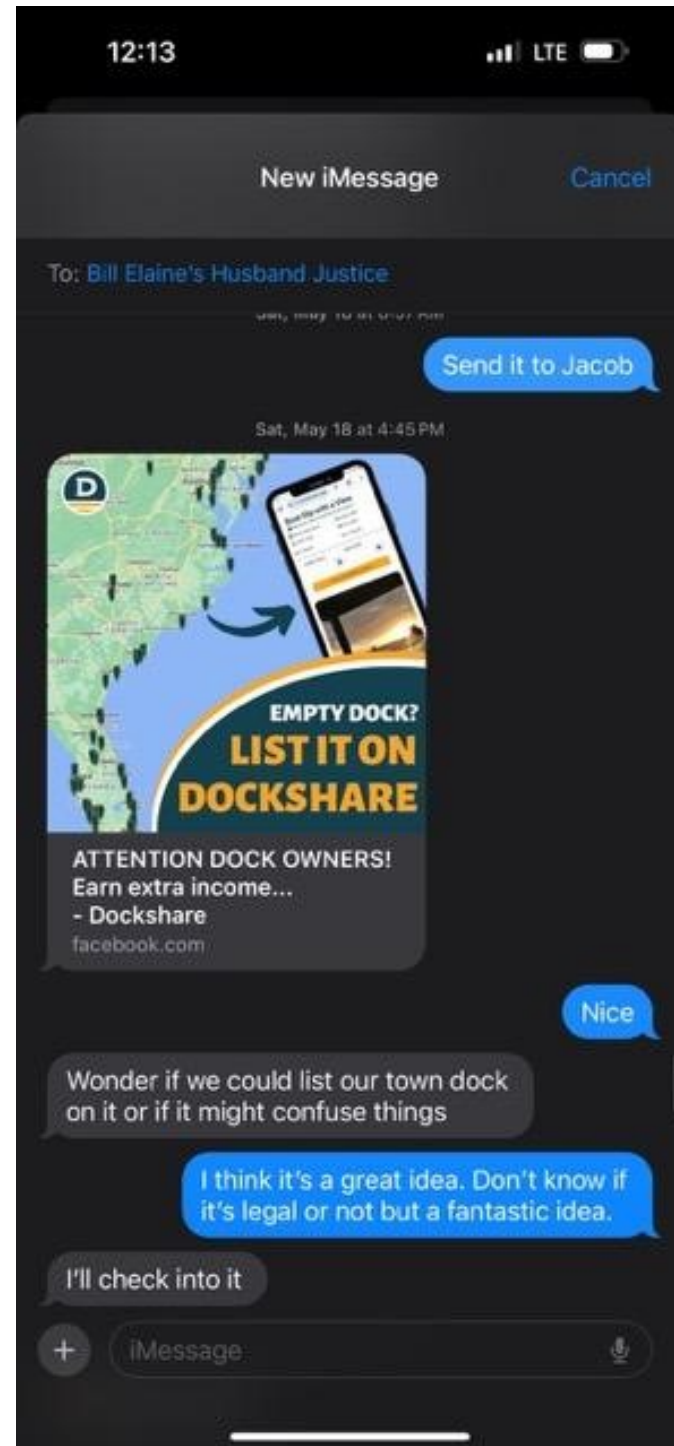 12:13
LTE
New iMessage
Cancel
To: Bill Elaine's Husband Justice
Send it to Jacob
Sat, May 18 at 4:45 PM
D
EMPTY DOCK?
LIST IT ON
DOCKSHARE
ATTENTION DOCK OWNERS!
Earn extra income...
- Dockshare
facebook.com
Nice
Wonder if we could list our town dock
on it or if it might confuse things
I think it's a great idea. Don't know if
it's legal or not but a fantastic idea.
I'll check into it
iMessage